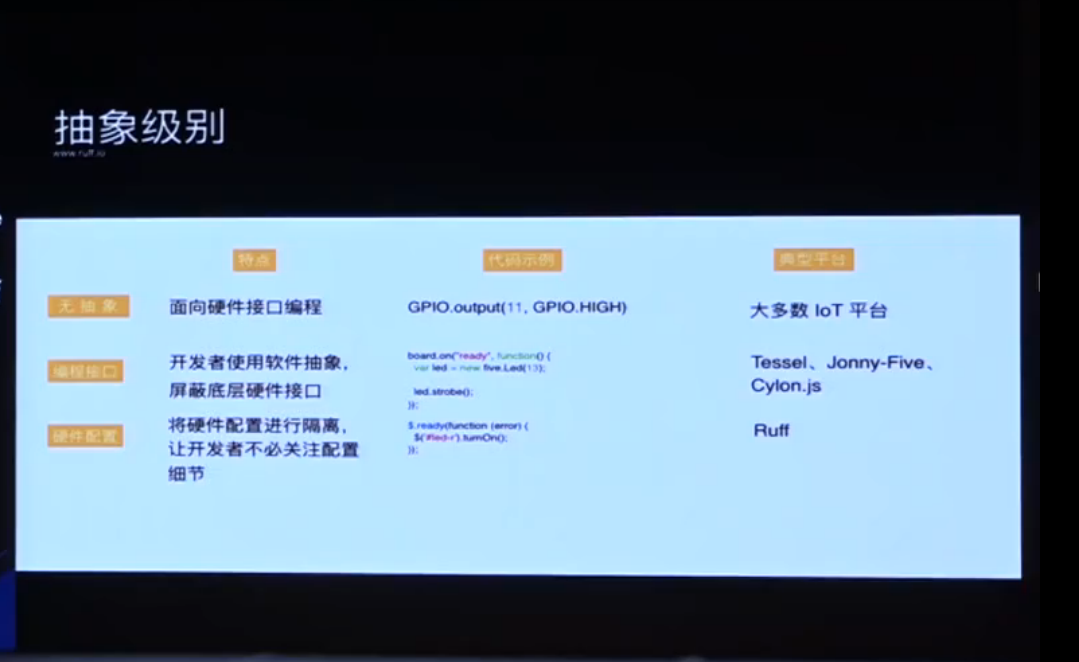 抽象级别
www.ruff.io
特点 代码示例 典型平台
无抽象 面向硬件接口编程 GPIO.output(11, GPIO.HIGH) 大多数 IoT 平台
编程接口 开发者使用软件抽象，
屏蔽底层硬件接口
board.on("ready", function() {
var led = new five.Led(13);
led.strobe();
});
Tessel、Jonny-Five、
Cylon.js
硬件配置 将硬件配置进行隔离，
让开发者不必关注配置
细节
$.ready(function (error) {
$('#led-r').turnOn();
});
Ruff